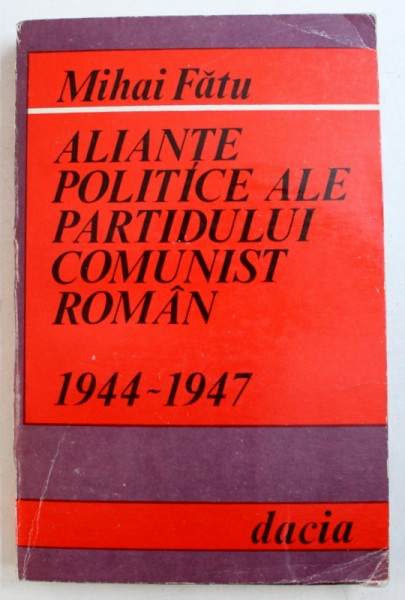 Mihai Fătu
ALIANȚE
POLITICE ALE
PARTIDULUI
COMUNIST
ROMÂN
1944-1947
dacia